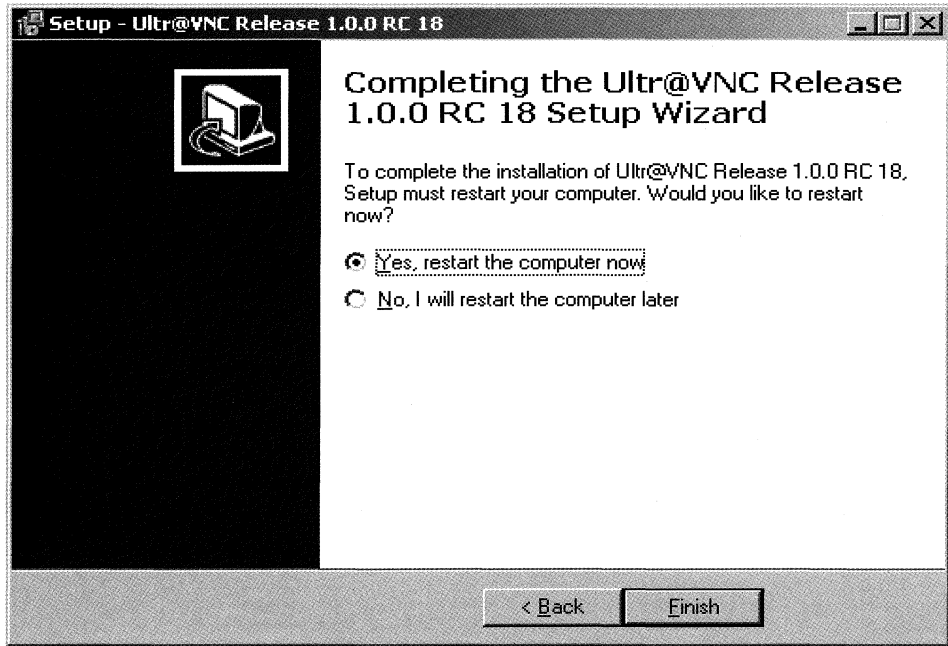 Setup - Ultr@VNC Release 1.0.0 RC 18
Completing the Ultr@VNC Release
1.0.0 RC 18 Setup Wizard
To complete the installation of Ultr@VNC Release 1.0.0 RC 18,
Setup must restart your computer. Would you like to restart
now?
Yes, restart the computer now
No, I will restart the computer later
< Back
Finish